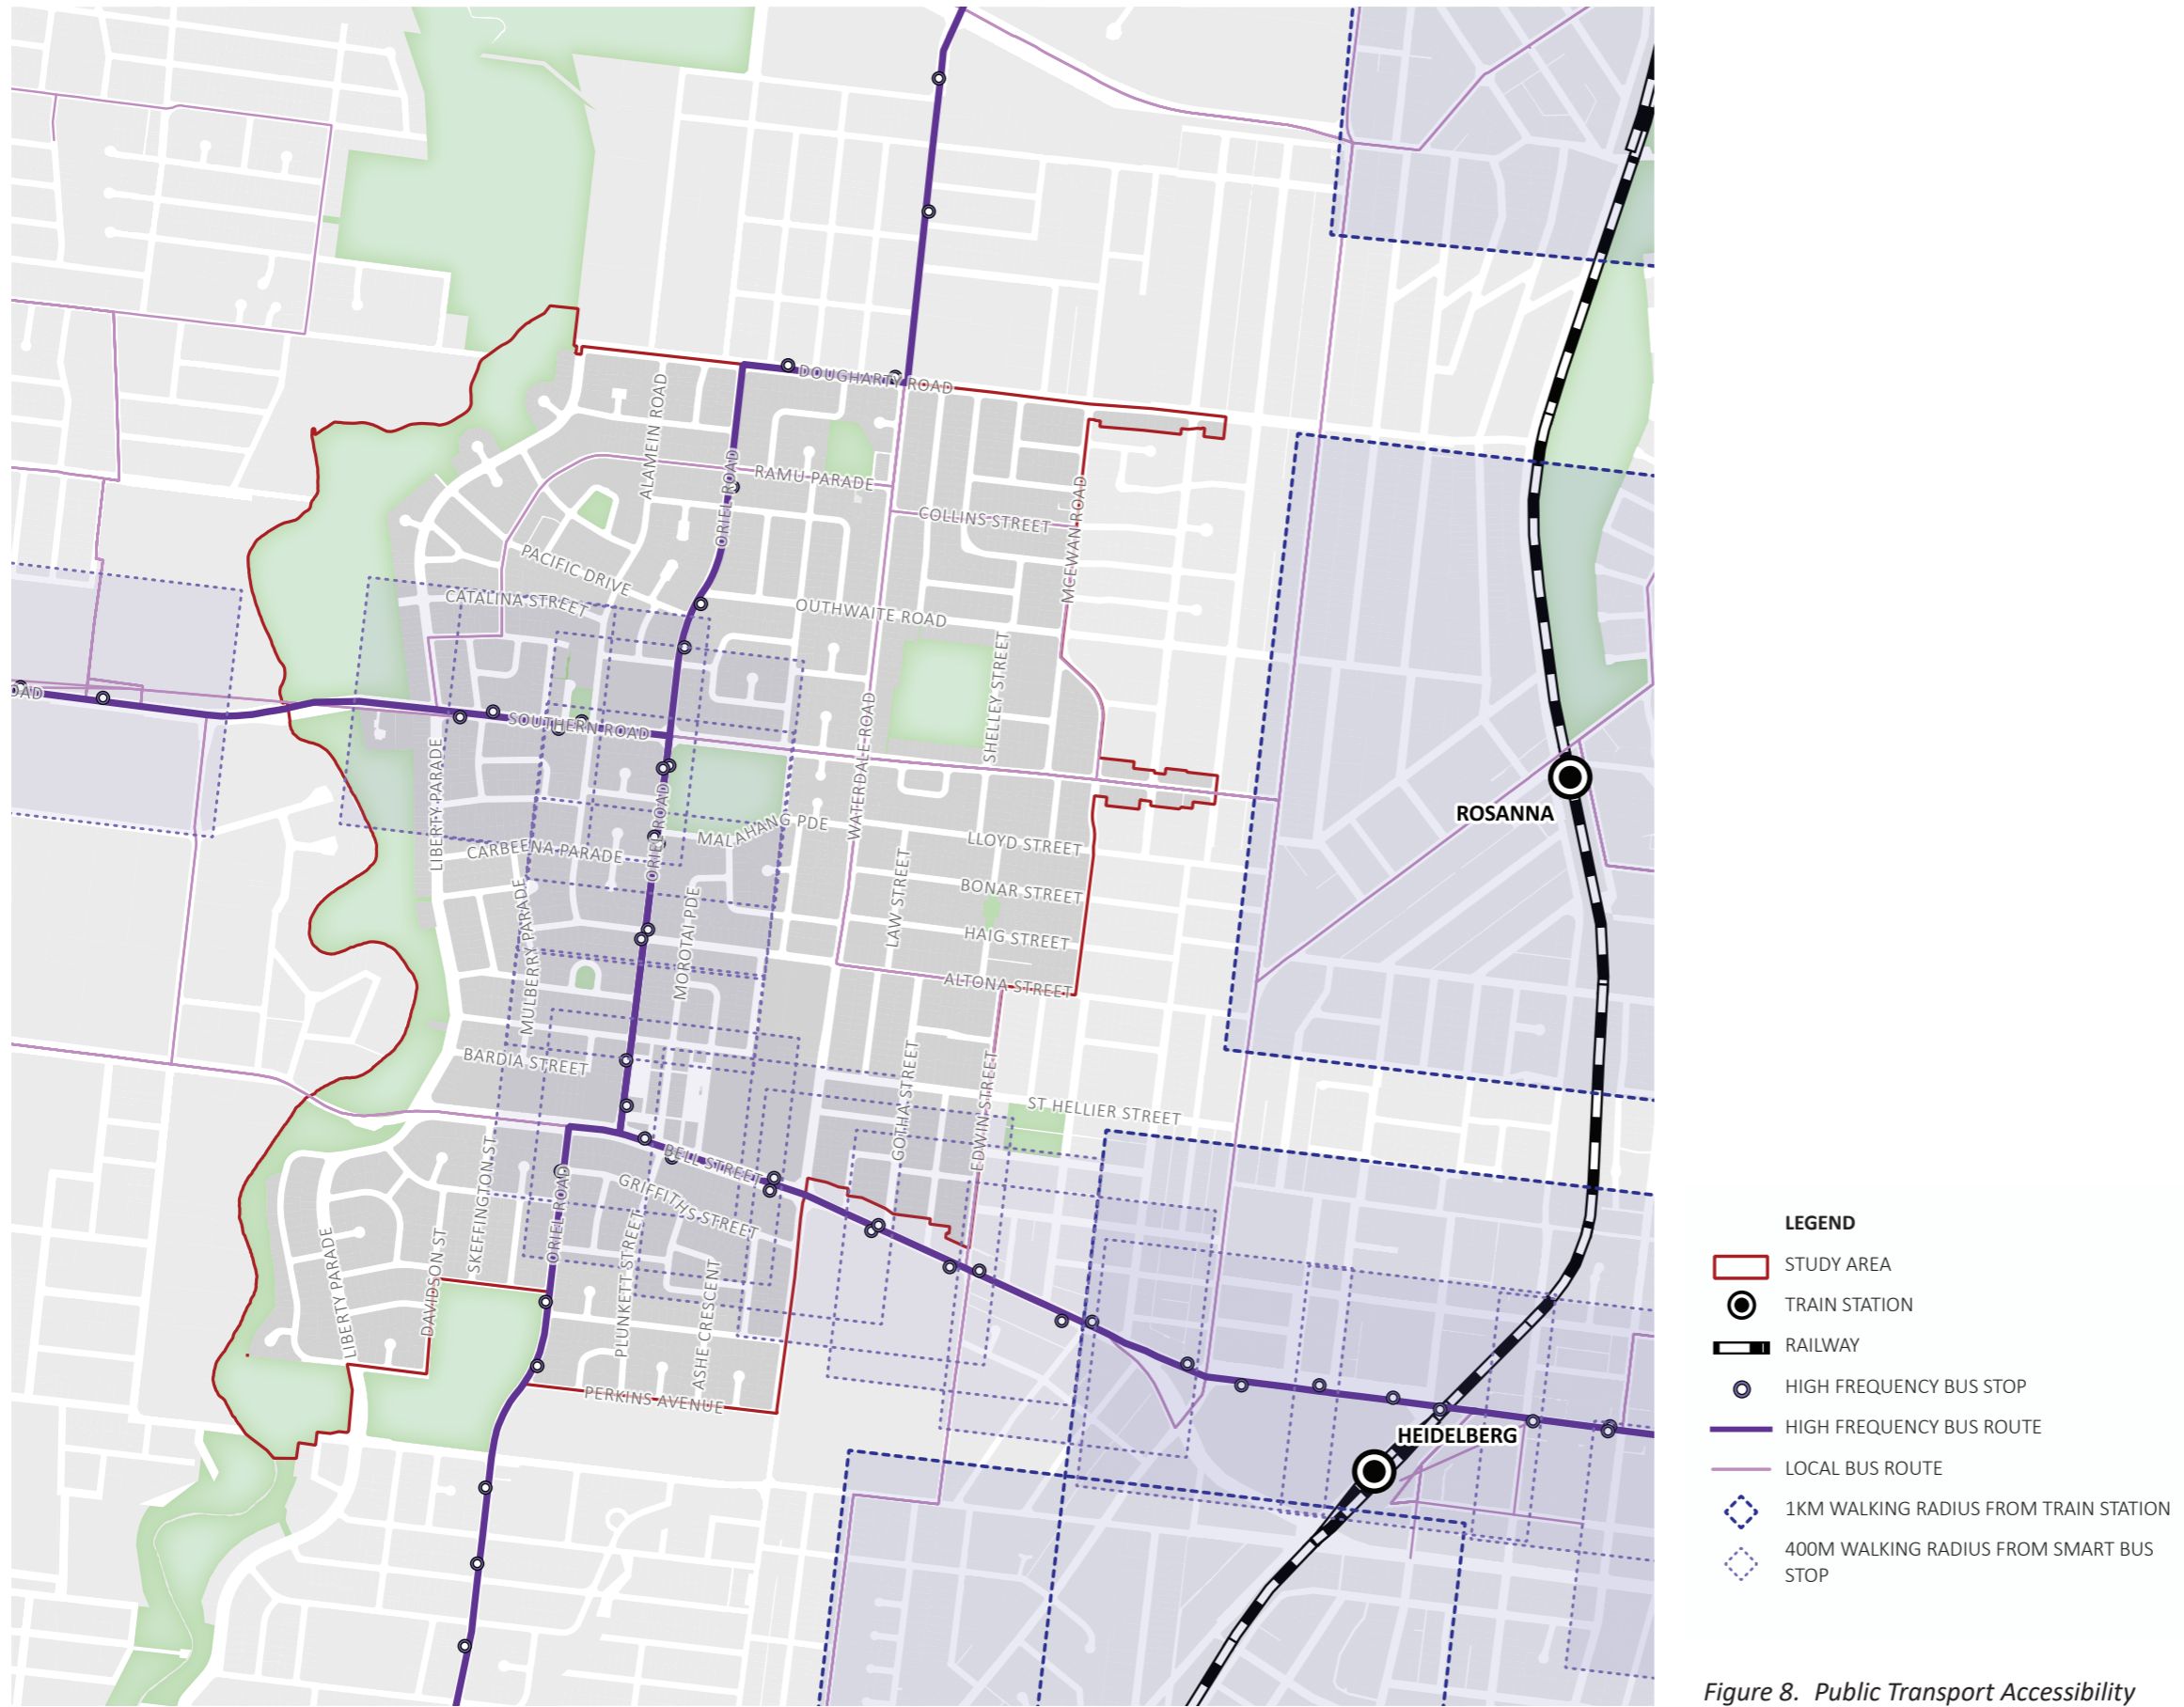 DOUGHARTY ROAD
ALAMEIN ROAD
ORIEL ROAD
RAMU PARADE
COLLINS STREET
MCEWAN ROAD
PACIFIC DRIVE
CATALINA STREET
OUTHWAITE ROAD
SHELLEY STREET
OAD
SOUTHERN ROAD
WATERDALE ROAD
LIBERTY PARADE
ROSANNA
ORIEL ROAD
MALAHANG PDE
LLOYD STREET
CARBEENA PARADE
BONAR STREET
LAW STREET
MULBERRY PARADE
MOROTAI PDE
HAIG STREET
ALTONA STREET
BARDIA STREET
GOTHA STREET
EDWIN STREET
ST HELLIER STREET
BELL STREET
SKEFFINGTON ST
ORIEL ROAD
GRIFFITHS STREET
PLUNKETT STREET
LIBERTY PARADE
DAVIDSON ST
ASHE CRESCENT
PERKINS AVENUE
HEIDELBERG
LEGEND
STUDY AREA
TRAIN STATION
RAILWAY
HIGH FREQUENCY BUS STOP
HIGH FREQUENCY BUS ROUTE
LOCAL BUS ROUTE
1KM WALKING RADIUS FROM TRAIN STATION
400M WALKING RADIUS FROM SMART BUS
STOP
Figure 8. Public Transport Accessibility